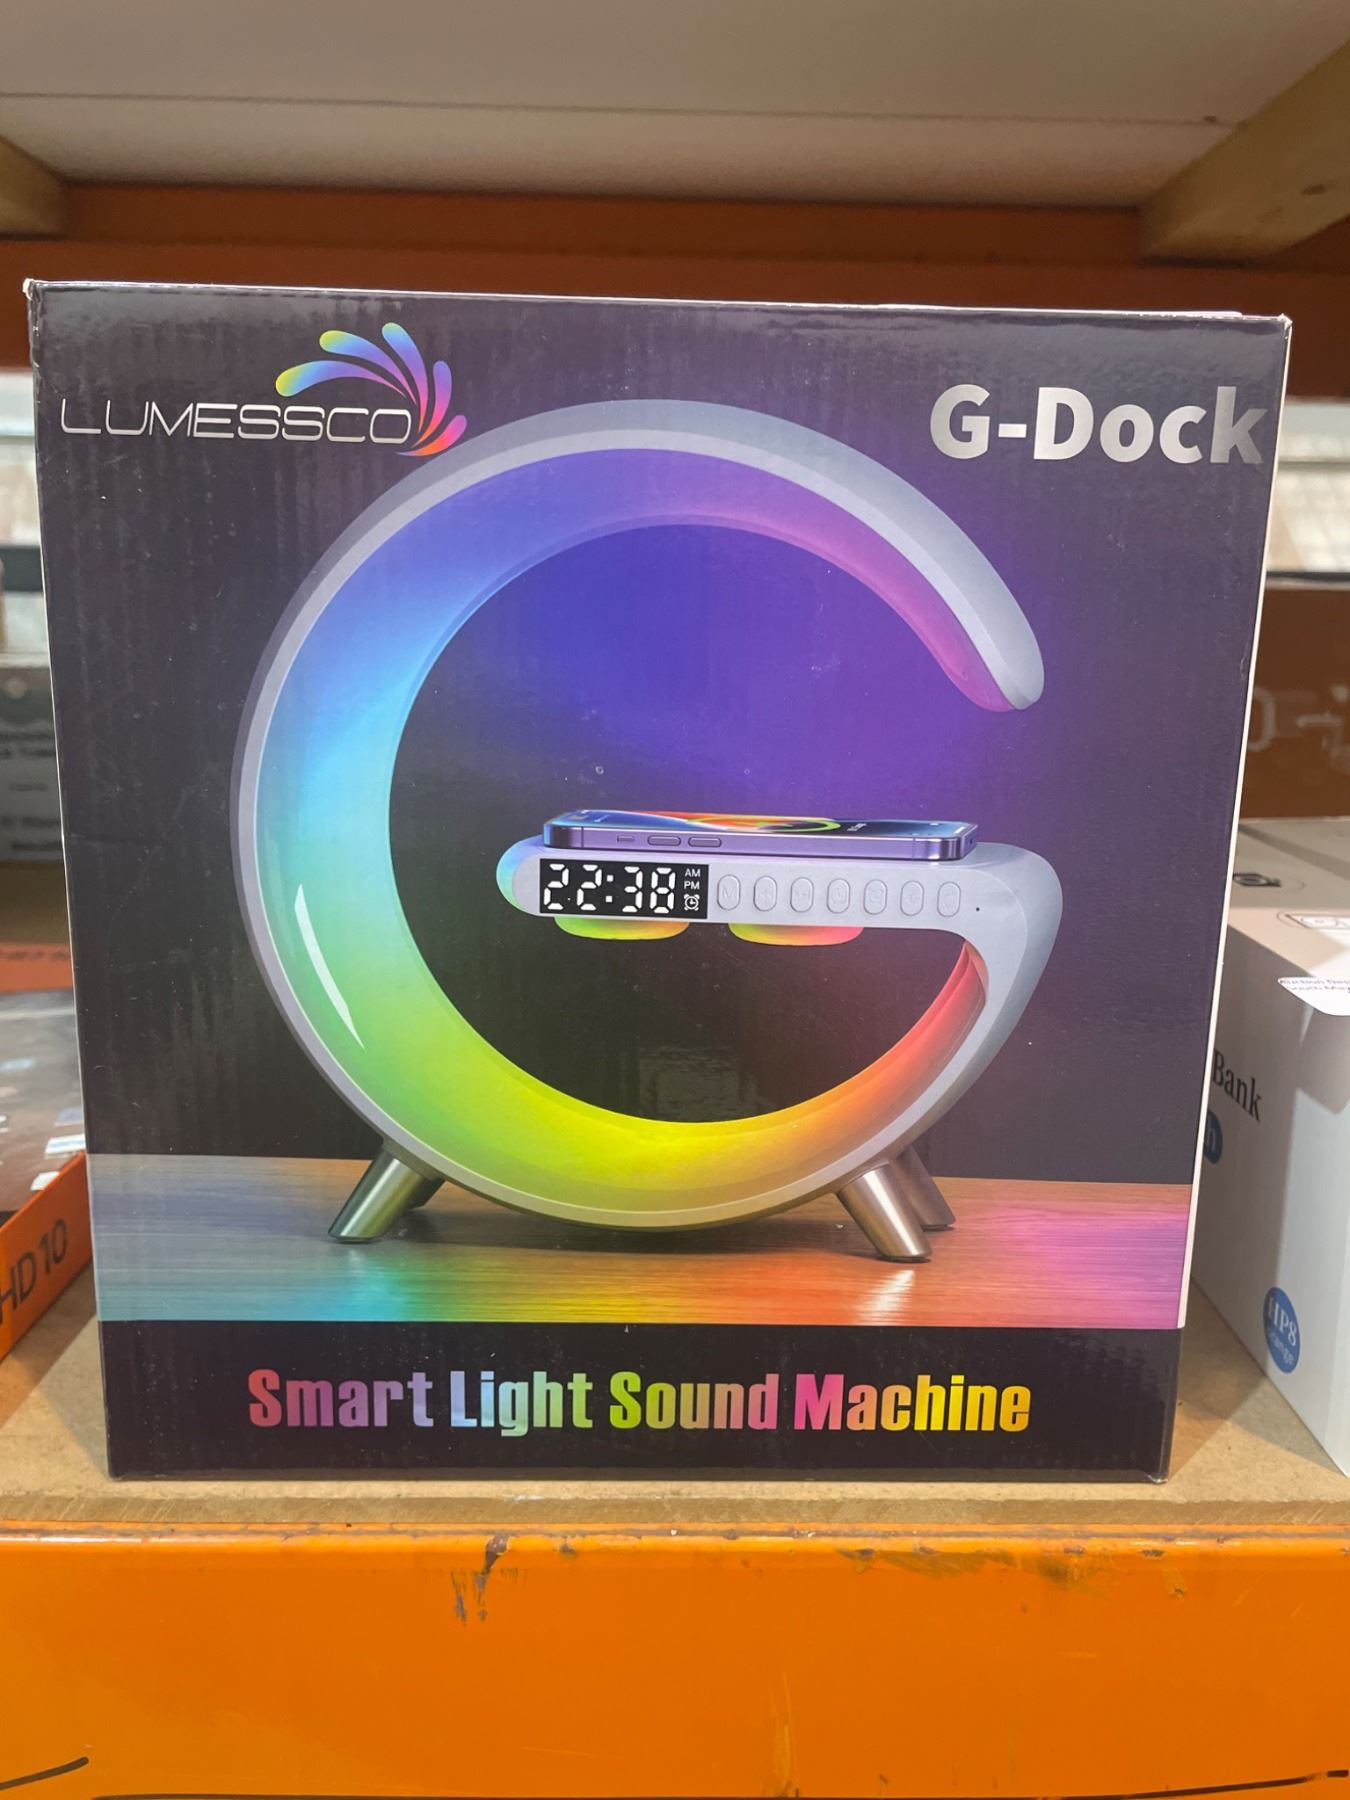 LUMESSCO
G-Dock
22:38
AM
PM
M
Smart Light Sound Machine
HD10
Bank